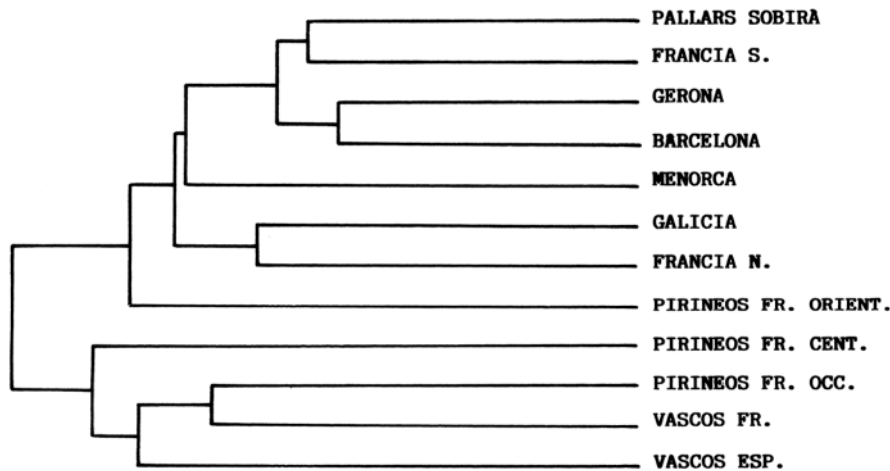 PALLARS SOBIRÀ
FRANCIA S.
GERONA
BARCELONA
MENORCA
GALICIA
FRANCIA N.
PIRINEOS FR. ORIENT.
PIRINEOS FR. CENT.
PIRINEOS FR. OCC.
VASCOS FR.
VASCOS ESP.